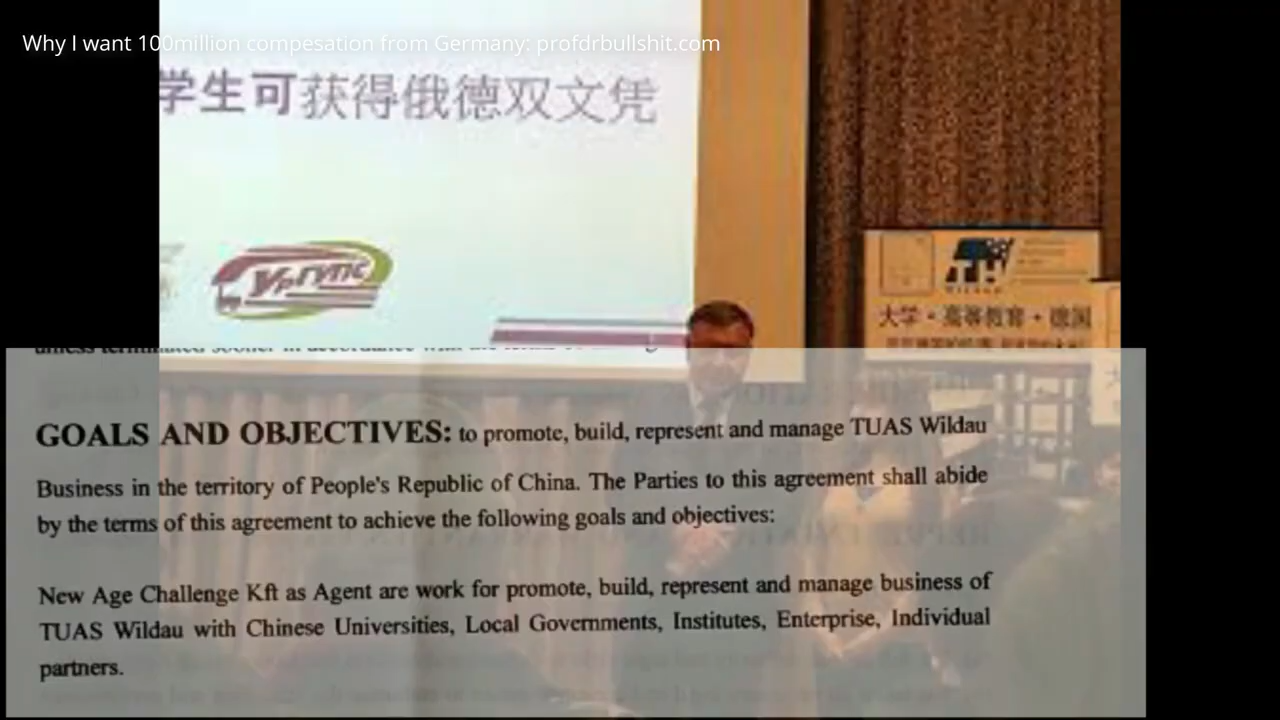 Why I want 100million compesation from Germany: profdrbullshit.com
学生可获得俄德双文凭
УрГУПС
TH
WILDAU
大学·高等教育·德国
GOALS AND OBJECTIVES: to promote, build, represent and manage TUAS Wildau
Business in the territory of People's Republic of China. The Parties to this agreement shall abide
by the terms of this agreement to achieve the following goals and objectives:
New Age Challenge Kft as Agent are work for promote, build, represent and manage business of
TUAS Wildau with Chinese Universities, Local Governments, Institutes, Enterprise, Individual
partners.